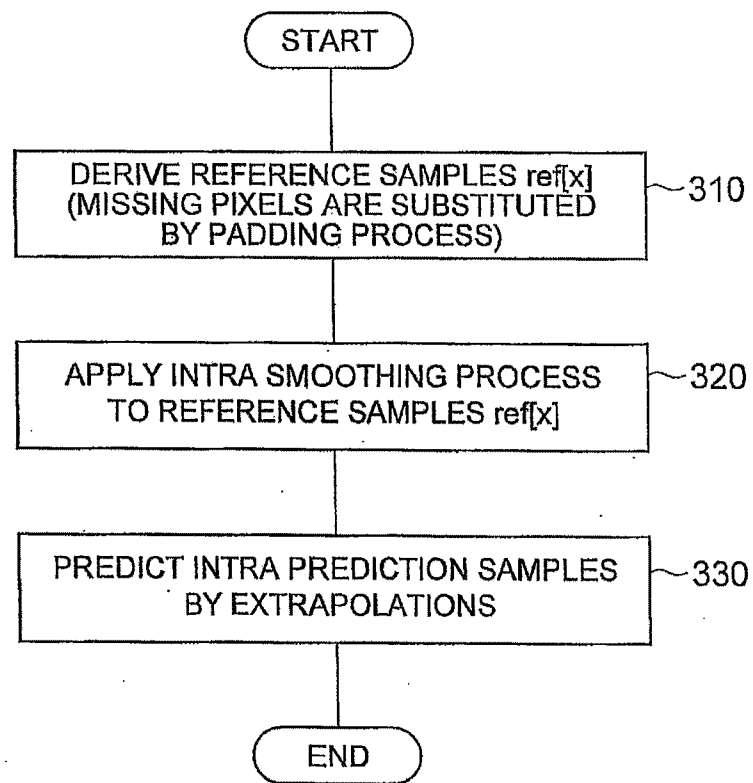 START
DERIVE REFERENCE SAMPLES ref[x]
(MISSING PIXELS ARE SUBSTITUTED
BY PADDING PROCESS)
310
APPLY INTRA SMOOTHING PROCESS
TO REFERENCE SAMPLES ref[x]
320
PREDICT INTRA PREDICTION SAMPLES
BY EXTRAPOLATIONS
330
END